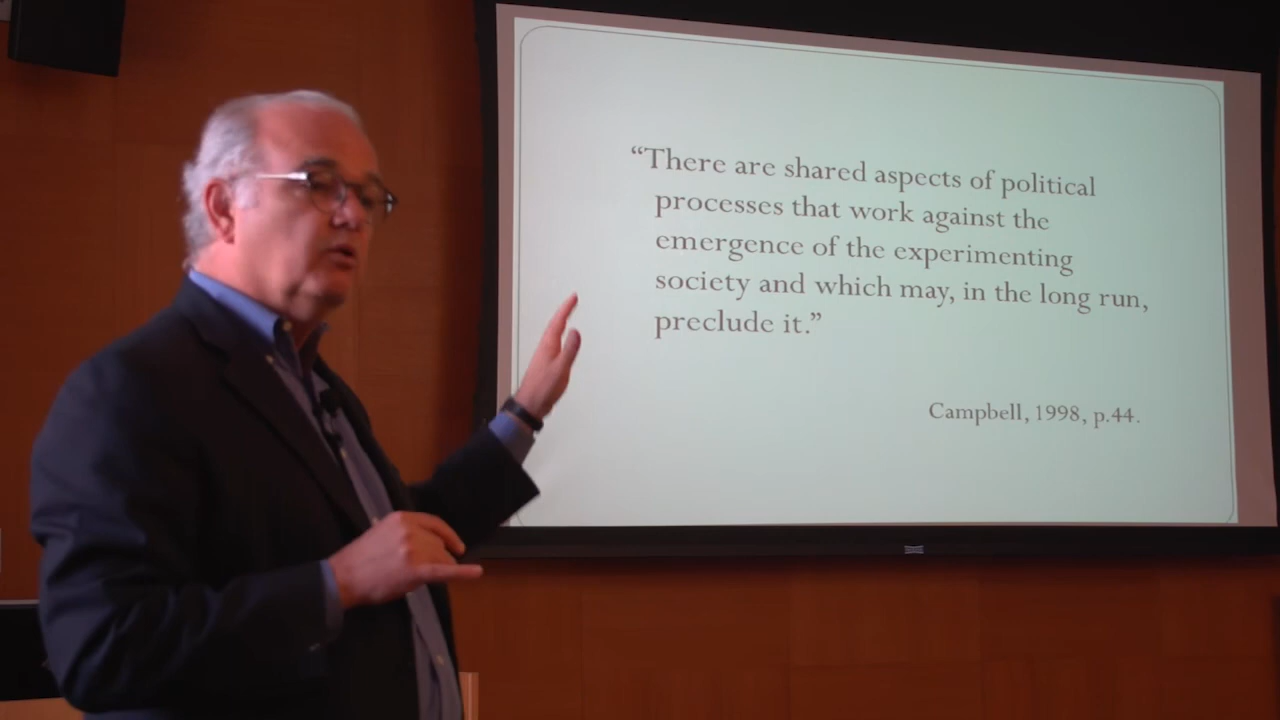 “There are shared aspects of political
processes that work against the
emergence of the experimenting
society and which may, in the long run,
preclude it.”
Campbell, 1998, p.44.